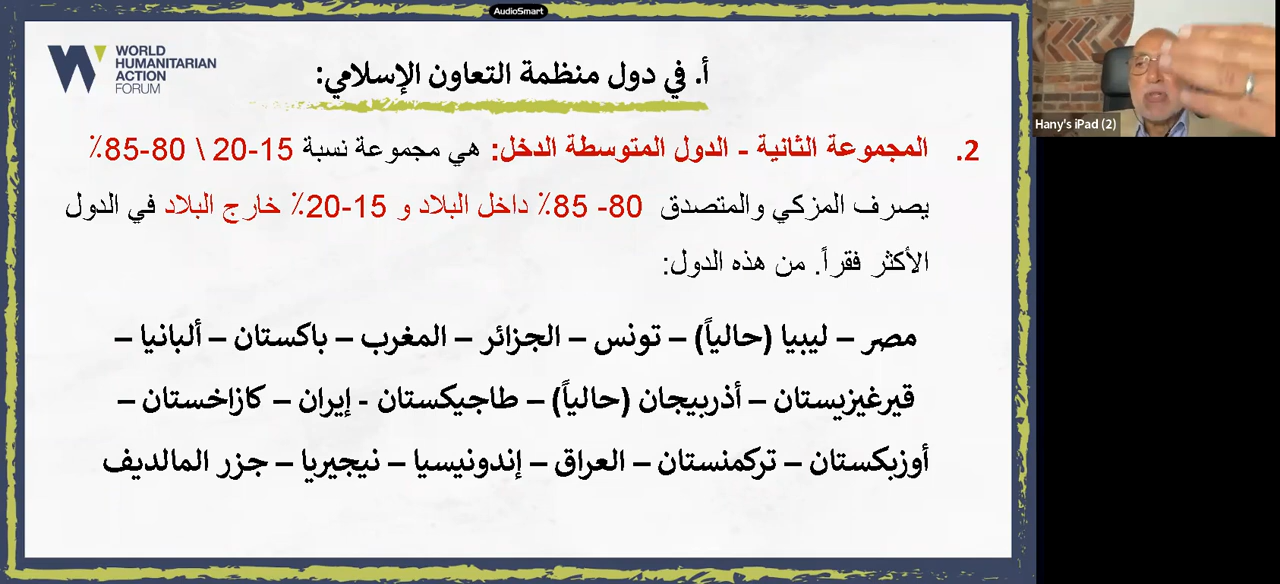 AudioSmart
WORLD
HUMANITARIAN
ACTION
FORUM
أ. في دول منظمة التعاون الإسلامي:
2. المجموعة الثانية - الدول المتوسطة الدخل: هي مجموعة نسبة 15-20 \ 80-85٪
يصرف المزكي والمتصدق 80- 85٪ داخل البلاد و 15-20٪ خارج البلاد في الدول
الأكثر فقراً. من هذه الدول:
مصر – ليبيا (حالياً) – تونس – الجزائر – المغرب – باكستان – ألبانيا –
قيرغيزيستان – أذربيجان (حالياً) – طاجيكستان - إيران – كازاخستان –
أوزبكستان – تركمنستان – العراق – إندونيسيا – نيجيريا – جزر المالديف
Hany's iPad (2)